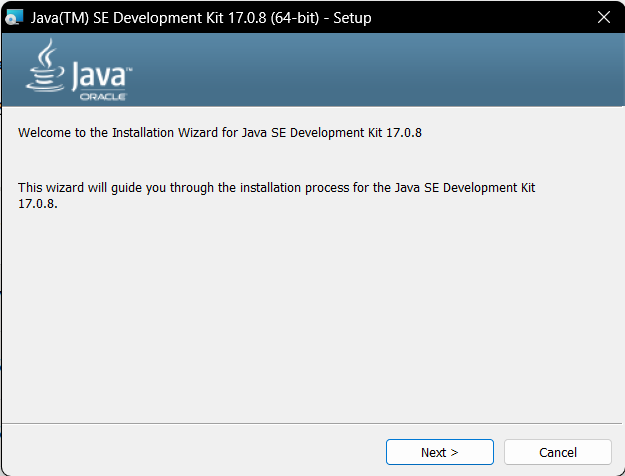 Java(TM) SE Development Kit 17.0.8 (64-bit) - Setup
Java™
ORACLE
Welcome to the Installation Wizard for Java SE Development Kit 17.0.8
This wizard will guide you through the installation process for the Java SE Development Kit
17.0.8.
Next >
Cancel